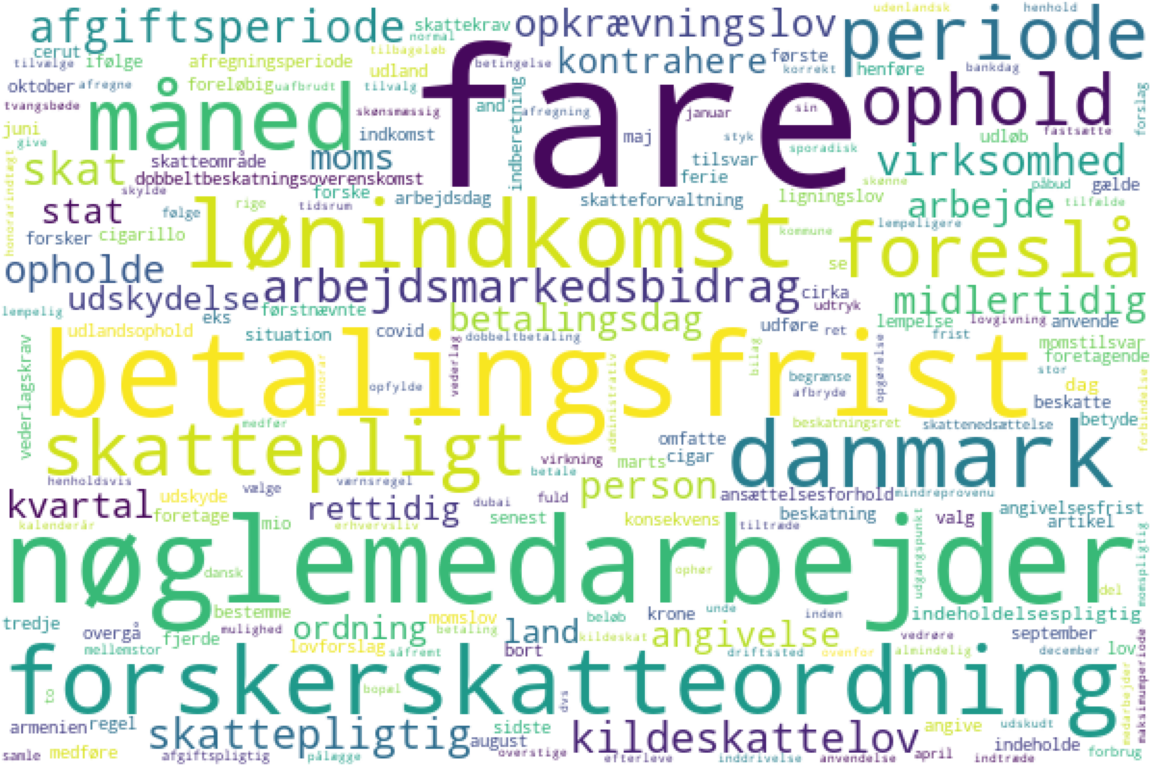 afgiftsperiode
skattekrav
opkrævningslov
udenlandsk
henhold
periode
cerut
normal
tilvælge
ifølge
afregningsperiode
tilbageløb
betingelse
kontrahere
første
korrekt
henføre
bankdag
oktober
afregne
foreløbig
uafbrudt
udland
tilvalg
fare
ophold
forslag
tvangsbøde
måned
skønsmæssig
and
indberetning
afregning
januar
sin
styk
sporadisk
maj
juni
give
indkomst
udløb
fastsætte
skat
skatteområde
moms
tilsvar
virksomhed
dobbeltbeskatningsoverenskomst
ferie
skønne
påbud
gælde
honorarindtægt
skylde
forske
arbejdsdag
skatteforvaltning
ligningslov
arbejde
tilfælde
stat
følge
rige
tidsrum
lønindkomst
kommune
lempeligere
foreslå
forsker
cigarillo
opholde
arbejdsmarkedsbidrag
se
udskydelse
cirka
udtryk
midlertidig
lempelig
eks
førstnævnte
betalingsdag
udføre
ret
lempelse
lovgivning
anvende
udlandsophold
situation
covid
dobbeltbetaling
frist
momstilsvar
foretagende
vederlagskrav
betalingsfrist
honorar
opfylde
vederlag
administrativ
bilag
begrænse
afbryde
opgørelse
stor
dag
beskatte
forbindelse
medfør
skattepligt
omfatte
beskatningsret
skattenedsættelse
betyde
danmark
virkning
marts
cigar
henholdsvis
værnsregel
betale
person
kvartal
udskyde
vælge
rettidig
dubai
fuld
ansættelsesforhold
mindreprovenu
angivelsesfrist
kalenderår
foretage
mio
erhvervsliv
senest
konsekvens
tiltræde
beskatning
valg
artikel
nøglemedarbejder
dansk
ophør
udgangspunkt
del
momspligtig
tredje
bestemme
momslov
beløb
krone
unde
inden
indeholdelsespligtig
overgå
fjerde
mulighed
ordning
betaling
land
kildeskat
angivelse
vedrøre
september
mellemstor
lovforslag
såfremt
bort
driftssted
ovenfor
almindelig
december
lov
forskerskatteordning
to
bopæl
dvs
medarbejder
maksimumperiode
armenien
regel
skattepligtig
sidste
kildeskattelov
angive
udskudt
august
indeholde
samle
medføre
afgiftspligtig
pålægge
overstige
efterleve
inddrivelse
anvendelse
april
indtræde
forbrug